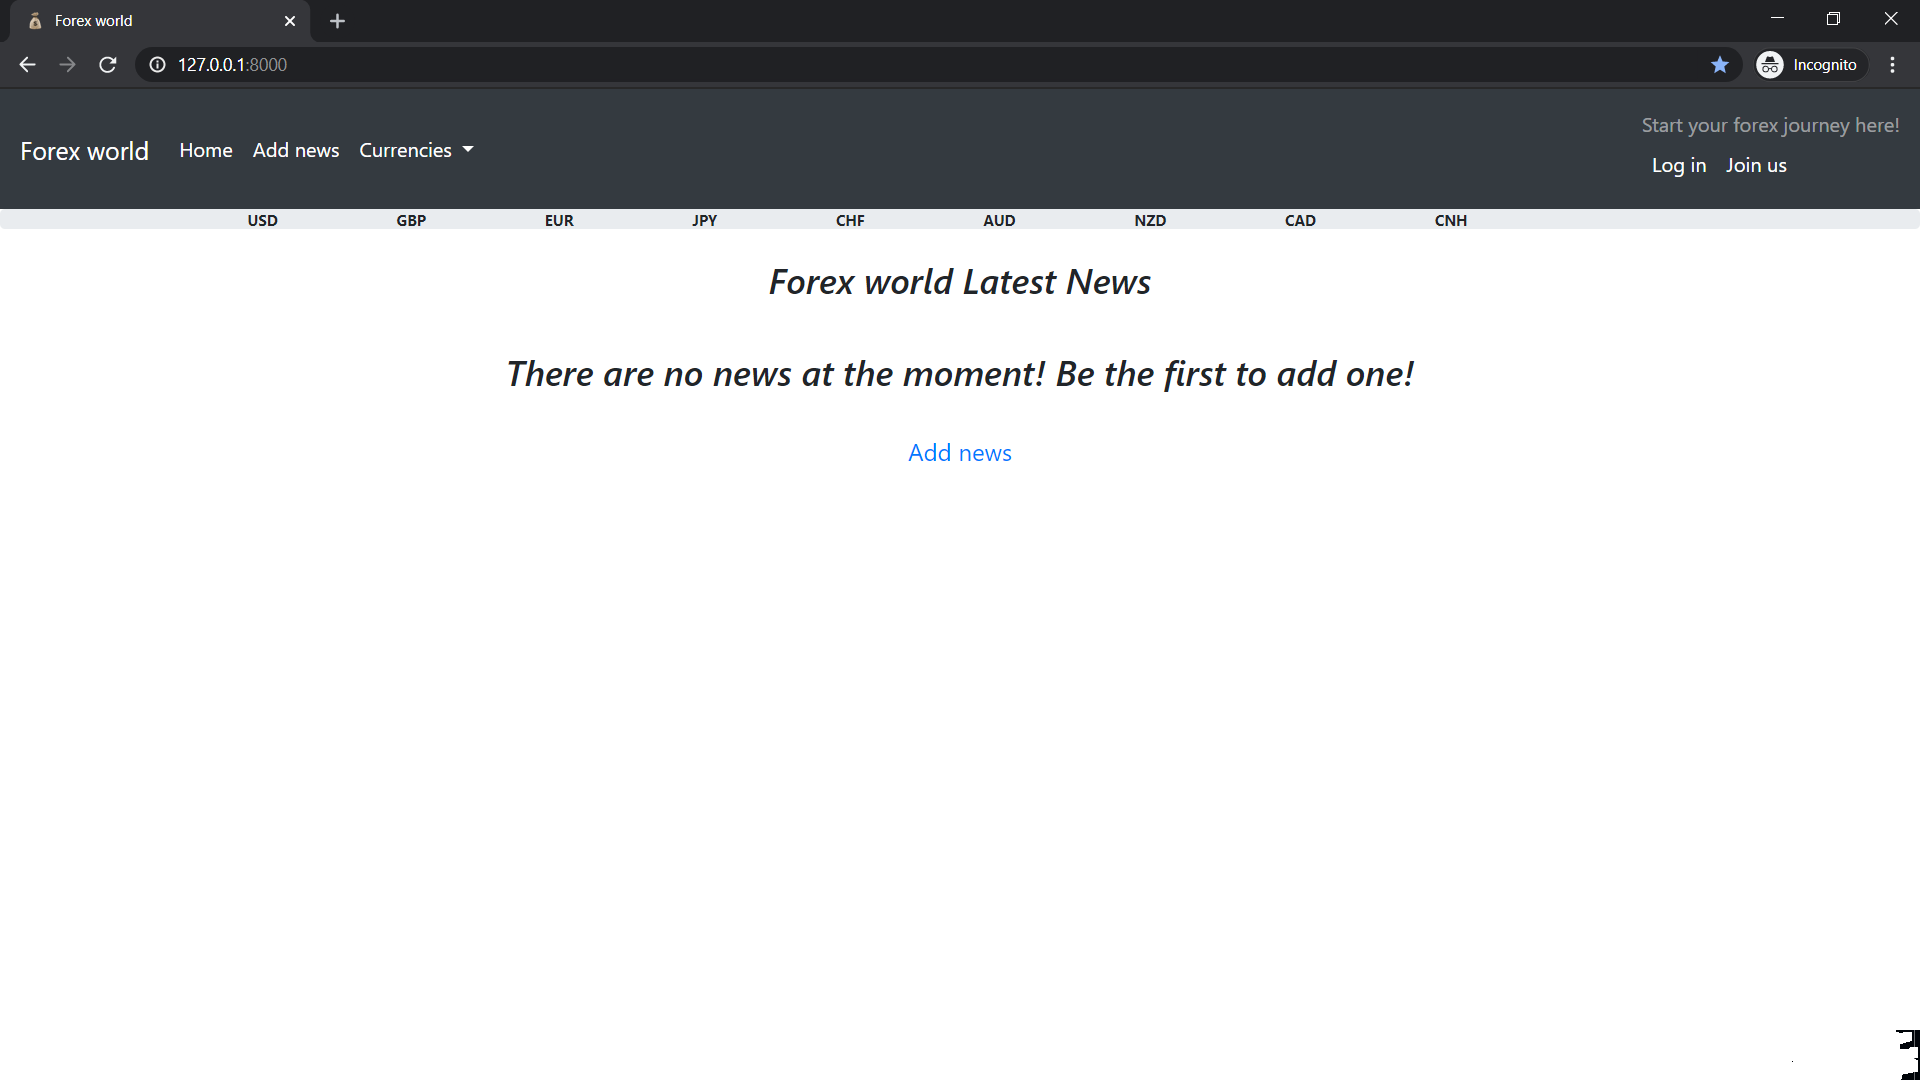 Forex world
127.0.0.1:8000
Incognito
Start your forex journey here!
Forex world Home Add news Currencies
Log in Join us
USD GBP EUR JPY CHF AUD NZD CAD CNH
Forex world Latest News
There are no news at the moment! Be the first to add one!
Add news